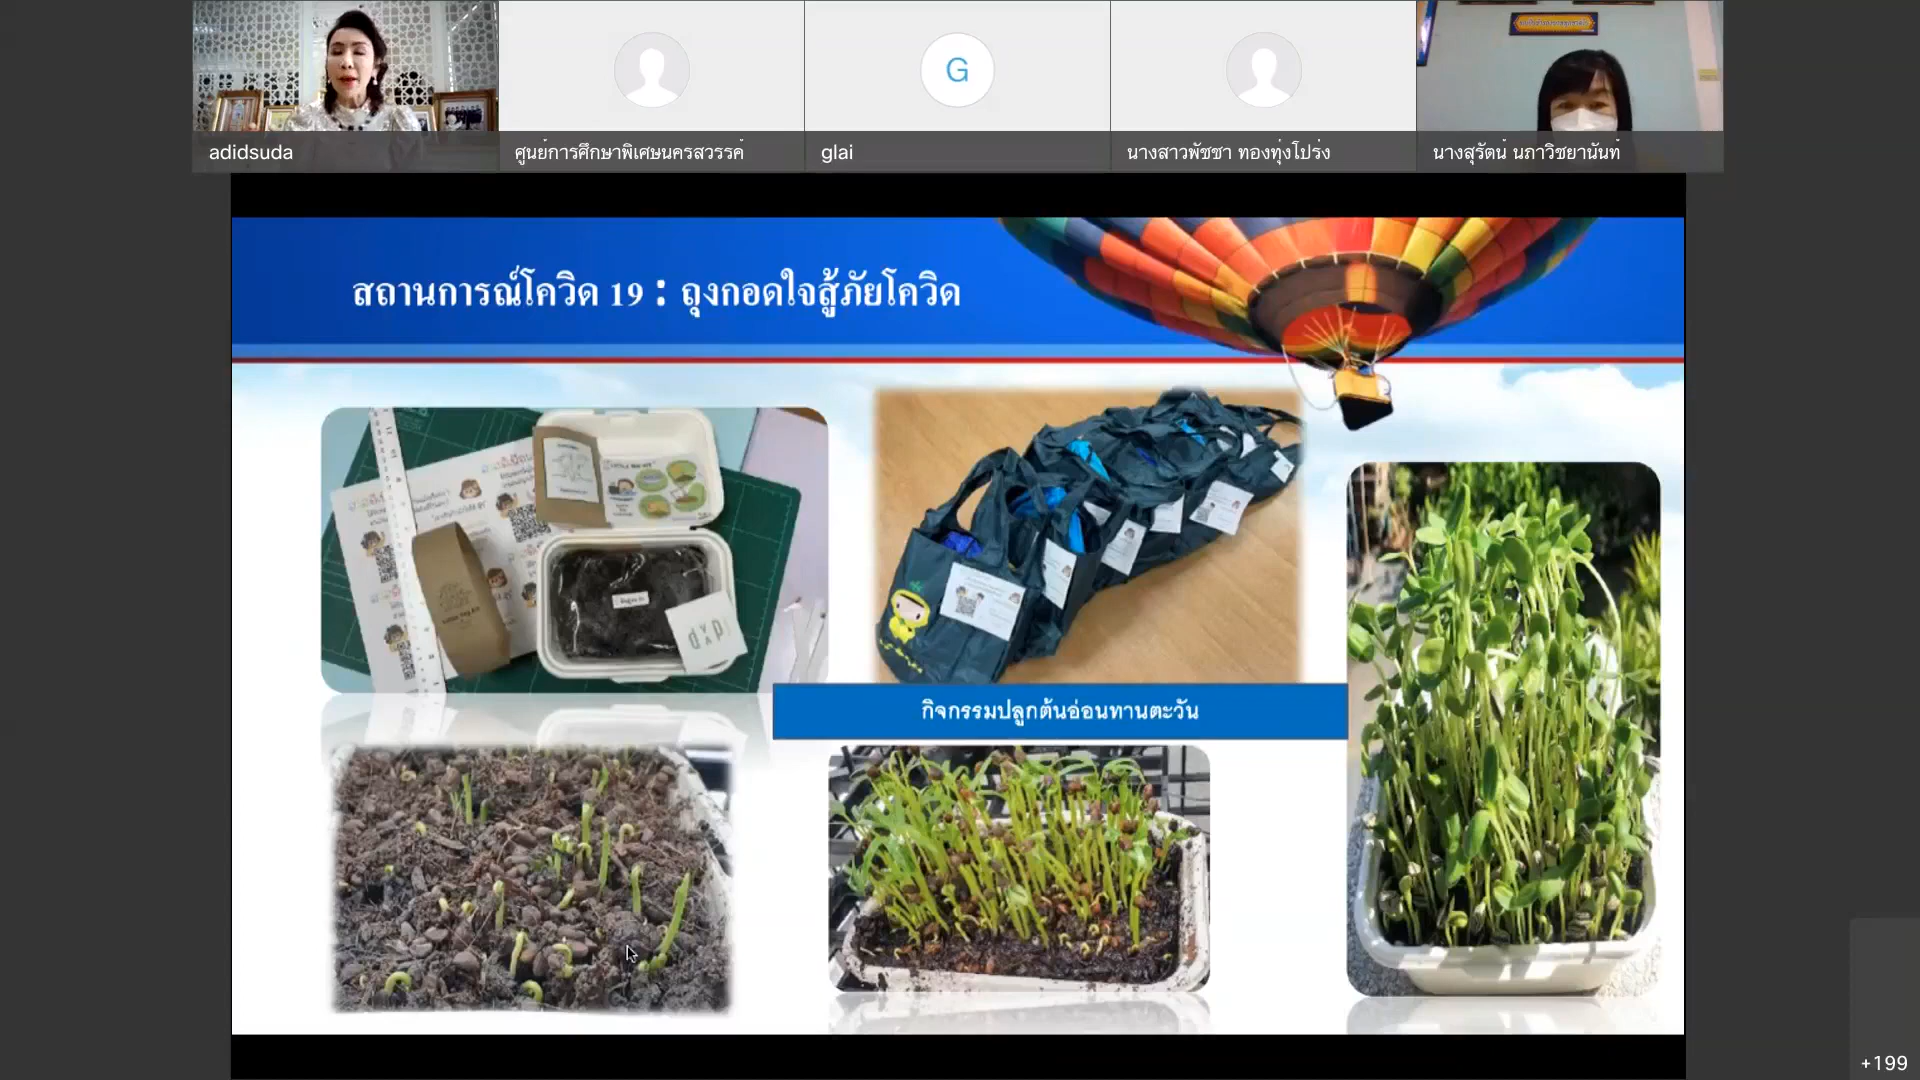 adidsuda
ศูนย์การศึกษาพิเศษนครสวรรค์
G
glai
นางสาวพัชชา ทองทุ่งโปร่ง
นางสุรัตน์ นภาวิชยานันท์
สถานการณ์โควิด 19 : ถุงกอดใจสู้ภัยโควิด
กิจกรรมปลูกต้นอ่อนทานตะวัน
+199